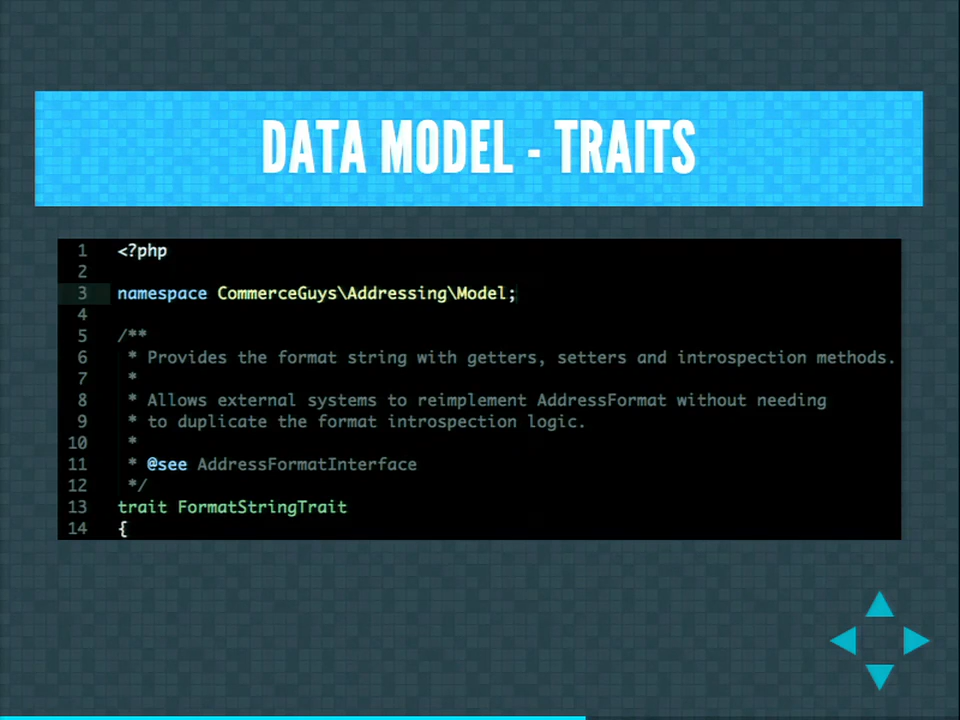 DATA MODEL - TRAITS
1 <?php
2
3 namespace CommerceGuys\Addressing\Model;
4
5 /**
6 * Provides the format string with getters, setters and introspection methods.
7 *
8 * Allows external systems to reimplement AddressFormat without needing
9 * to duplicate the format introspection logic.
10 *
11 * @see AddressFormatInterface
12 */
13 trait FormatStringTrait
14 {